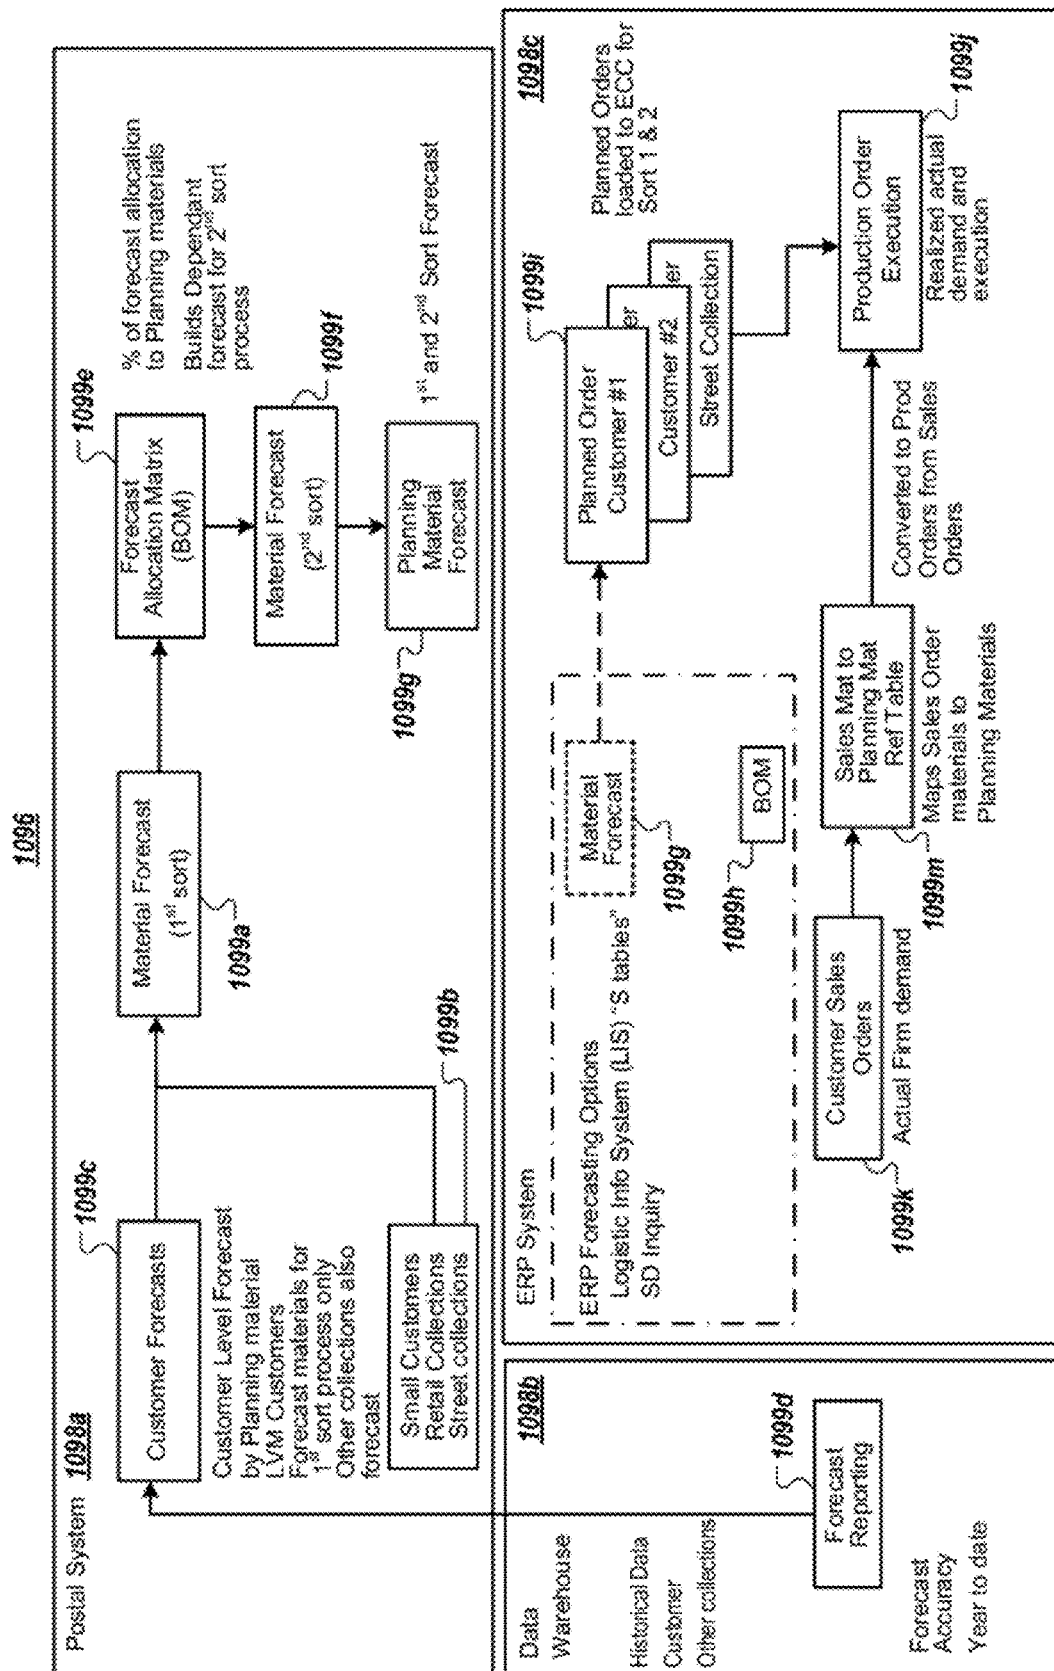 1096
Postal System 1098a
1099c
Customer Forecasts
Customer Level Forecast
by Planning material
LVM Customers
Forecast materials for
1st sort process only
Other collections also
forecast
Small Customers
Retail Collections
Street collections
1099b
Material Forecast
(1st sort)
1099a
1099e
Forecast
Allocation Matrix
(BOM)
% of forecast allocation
to Planning materials
Builds Dependant
forecast for 2nd sort
process
Material Forecast
(2nd sort)
1099f
Planning
Material
Forecast
1099g
1st and 2nd Sort Forecast
Data
Warehouse
1098b
Historical Data
Customer
Other collections
1099d
Forecast
Reporting
Forecast
Accuracy
Year to date
1098c
ERP System
ERP Forecasting Options
Logistic Info System (LIS) "S tables"
SD Inquiry
Material
Forecast
1099g
1099h
BOM
1099i
Planned Order
Customer #1
er
Customer #2
er
Street Collection
Planned Orders
loaded to ECC for
Sort 1 & 2
Customer Sales
Orders
1099k
Actual Firm demand
Sales Mat to
Planning Mat
Ref Table
1099m
Maps Sales Order
materials to
Planning Materials
Converted to Prod
Orders from Sales
Orders
Production Order
Execution
1099j
Realized actual
demand and
execution